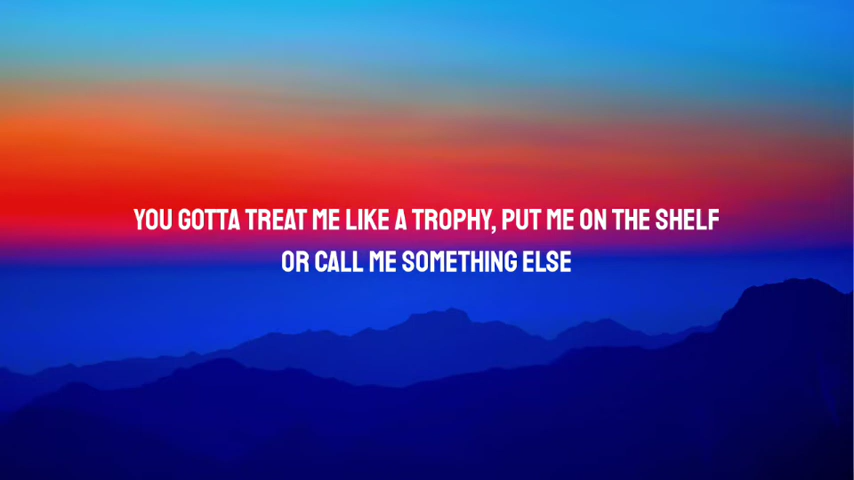 YOU GOTTA TREAT ME LIKE A TROPHY, PUT ME ON THE SHELF
OR CALL ME SOMETHING ELSE